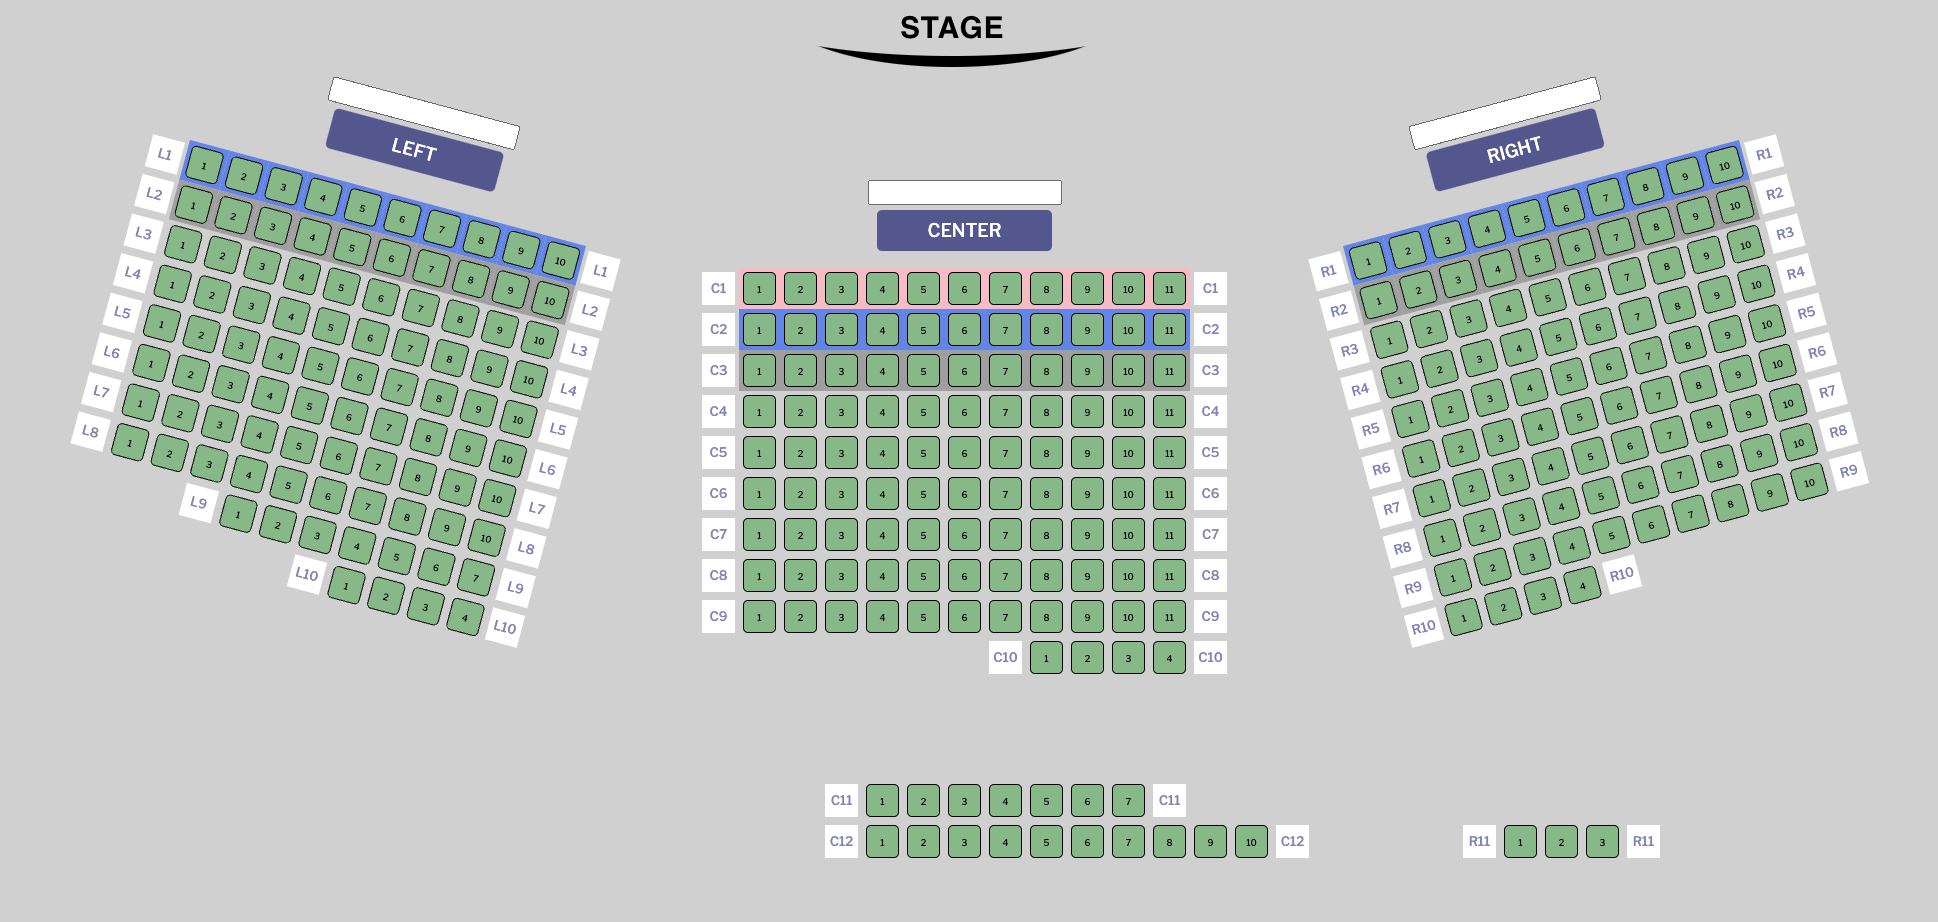 STAGE
LEFT
L1 1 2 3 4 5 6 7 8 9 10 L1
L2 1 2 3 4 5 6 7 8 9 10 L2
L3 1 2 3 4 5 6 7 8 9 10 L3
L4 1 2 3 4 5 6 7 8 9 10 L4
L5 1 2 3 4 5 6 7 8 9 10 L5
L6 1 2 3 4 5 6 7 8 9 10 L6
L7 1 2 3 4 5 6 7 8 9 10 L7
L8 1 2 3 4 5 6 7 8 9 10 L8
L9 1 2 3 4 5 6 7 L9
L10 1 2 3 4 L10
CENTER
C1 1 2 3 4 5 6 7 8 9 10 11 C1
C2 1 2 3 4 5 6 7 8 9 10 11 C2
C3 1 2 3 4 5 6 7 8 9 10 11 C3
C4 1 2 3 4 5 6 7 8 9 10 11 C4
C5 1 2 3 4 5 6 7 8 9 10 11 C5
C6 1 2 3 4 5 6 7 8 9 10 11 C6
C7 1 2 3 4 5 6 7 8 9 10 11 C7
C8 1 2 3 4 5 6 7 8 9 10 11 C8
C9 1 2 3 4 5 6 7 8 9 10 11 C9
C10 1 2 3 4 C10
C11 1 2 3 4 5 6 7 C11
C12 1 2 3 4 5 6 7 8 9 10 C12
RIGHT
R1 1 2 3 4 5 6 7 8 9 10 R1
R2 1 2 3 4 5 6 7 8 9 10 R2
R3 1 2 3 4 5 6 7 8 9 10 R3
R4 1 2 3 4 5 6 7 8 9 10 R4
R5 1 2 3 4 5 6 7 8 9 10 R5
R6 1 2 3 4 5 6 7 8 9 10 R6
R7 1 2 3 4 5 6 7 8 9 10 R7
R8 1 2 3 4 5 6 7 8 9 10 R8
R9 1 2 3 4 5 6 7 8 9 10 R9
R10 1 2 3 4 R10
R11 1 2 3 R11